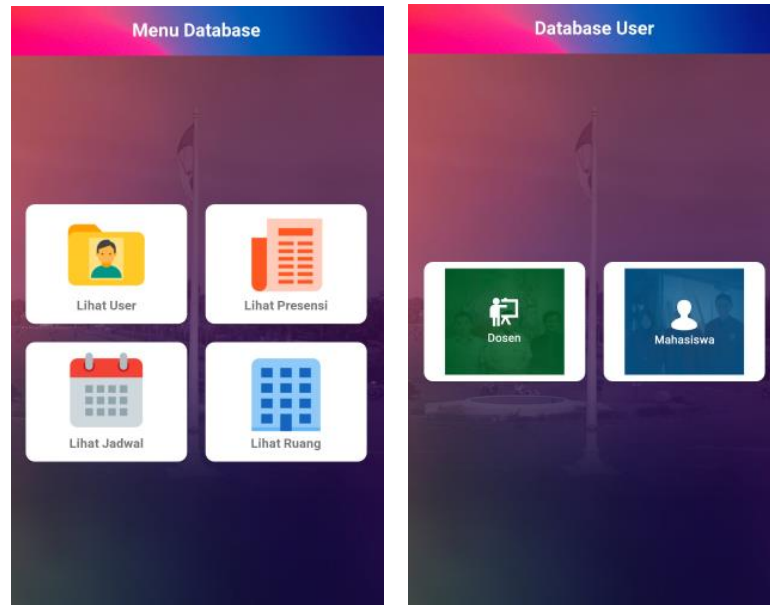 Menu Database
Lihat User
Lihat Presensi
Lihat Jadwal
Lihat Ruang
Database User
Dosen
Mahasiswa